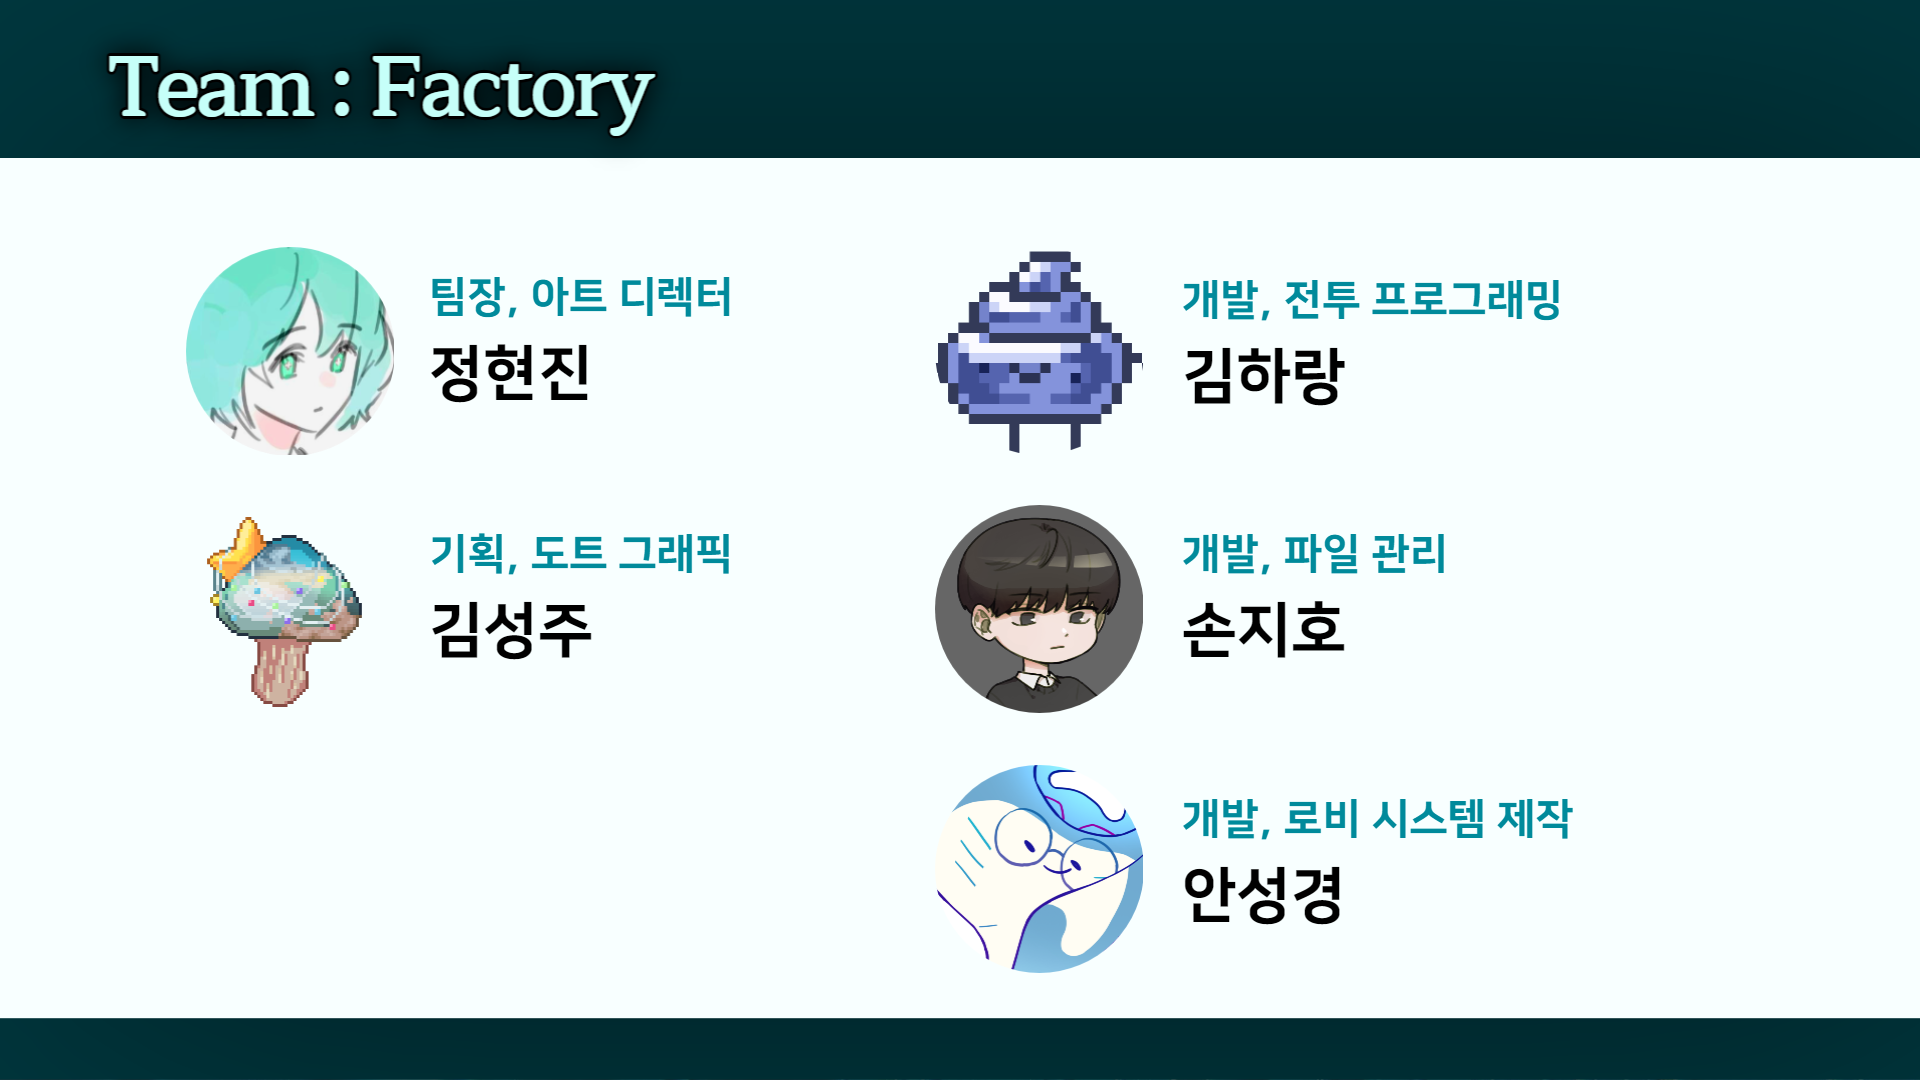 Team : Factory
팀장, 아트 디렉터
정현진
기획, 도트 그래픽
김성주
개발, 전투 프로그래밍
김하랑
개발, 파일 관리
손지호
개발, 로비 시스템 제작
안성경